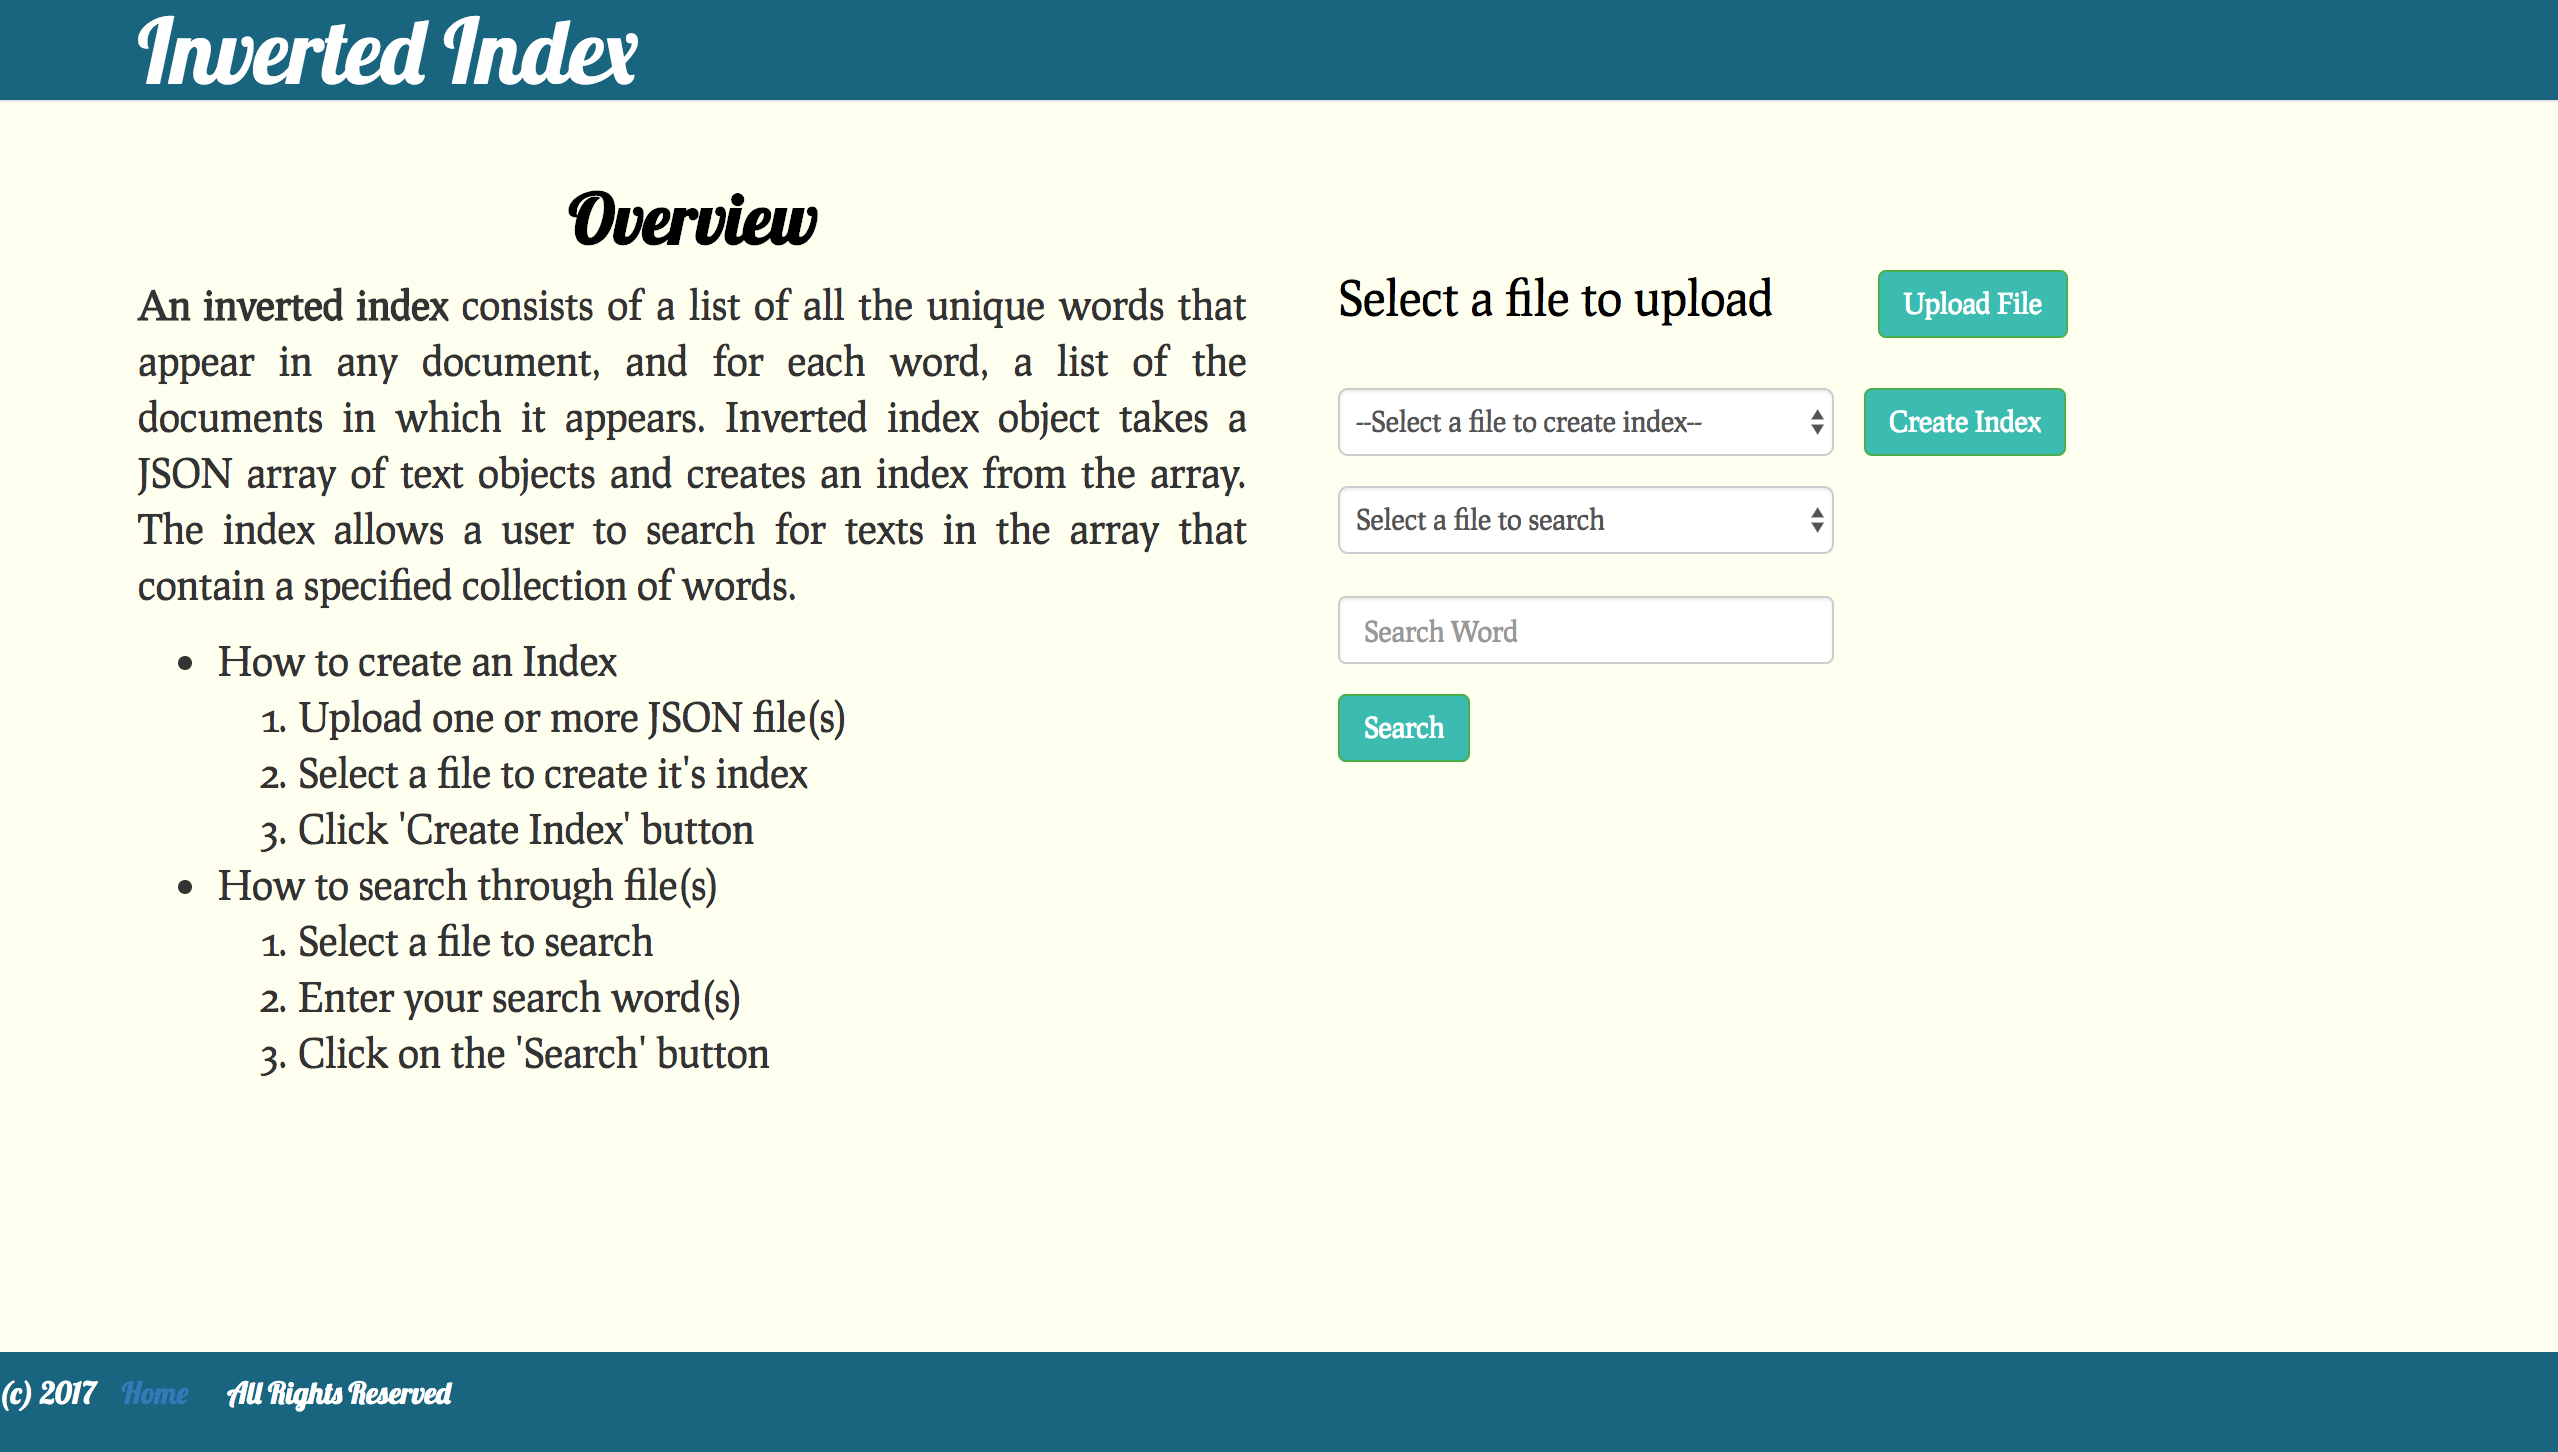 Inverted Index
Overview
An inverted index consists of a list of all the unique words that
appear in any document, and for each word, a list of the
documents in which it appears. Inverted index object takes a
JSON array of text objects and creates an index from the array.
The index allows a user to search for texts in the array that
contain a specified collection of words.
• How to create an Index
1. Upload one or more JSON file(s)
2. Select a file to create it's index
3. Click 'Create Index' button
• How to search through file(s)
1. Select a file to search
2. Enter your search word(s)
3. Click on the 'Search' button
Select a file to upload
Upload File
--Select a file to create index--
Create Index
Select a file to search
Search Word
Search
(c) 2017 Home All Rights Reserved